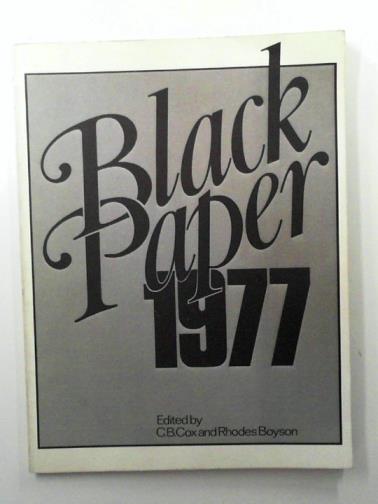 Black
Paper
1977
Edited by
C.B.Cox and Rhodes Boyson